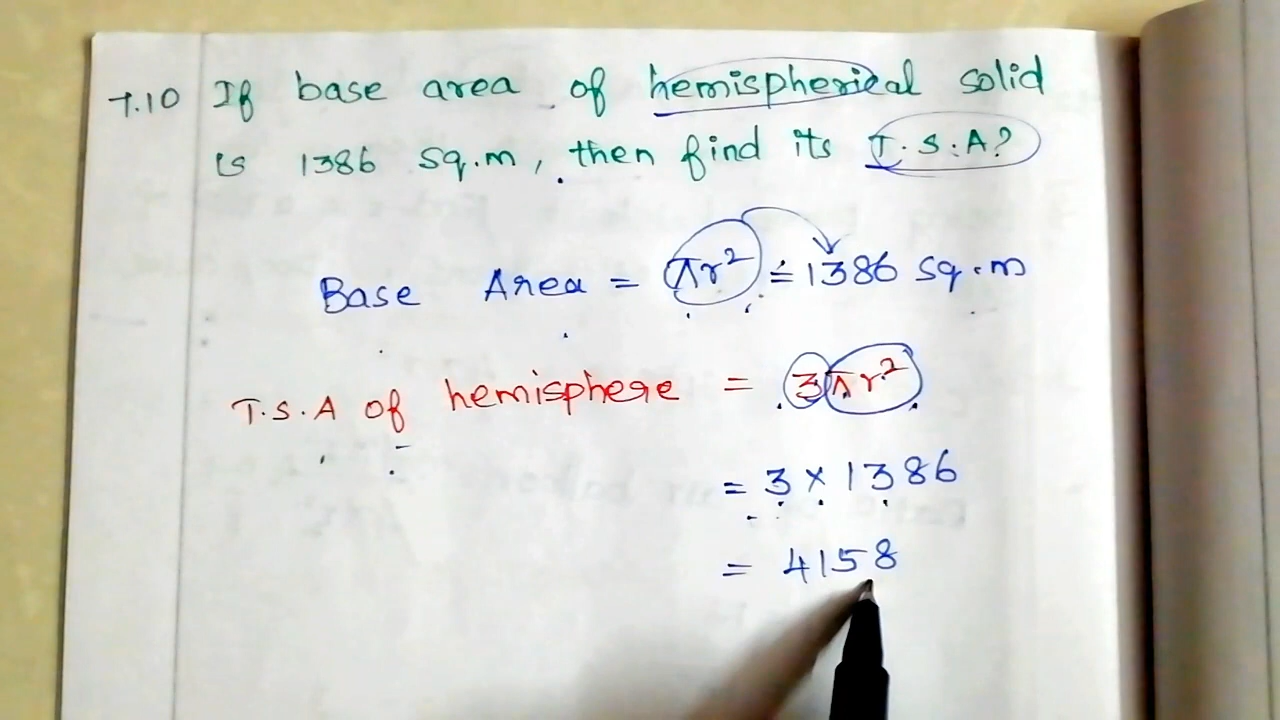 7.10 If base area of hemispherical solid
is 1386 sq.m, then find its T.S.A?
Base Area = πr² = 1386 sq.m
T.S.A of hemisphere = 3πr²
= 3 × 1386
= 4158